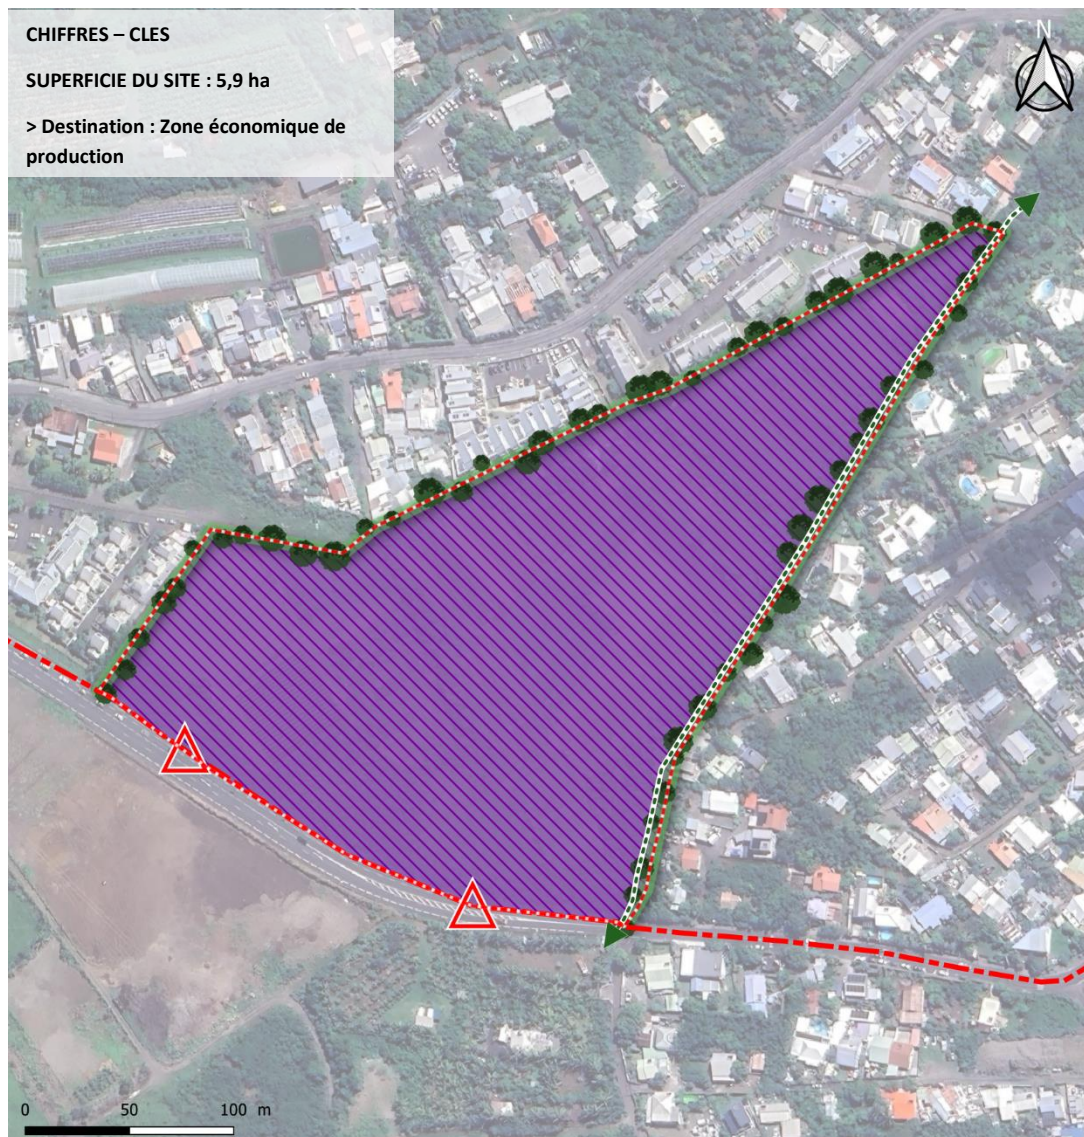 CHIFFRES – CLES
SUPERFICIE DU SITE : 5,9 ha
> Destination : Zone économique de
production
N
0 50 100 m